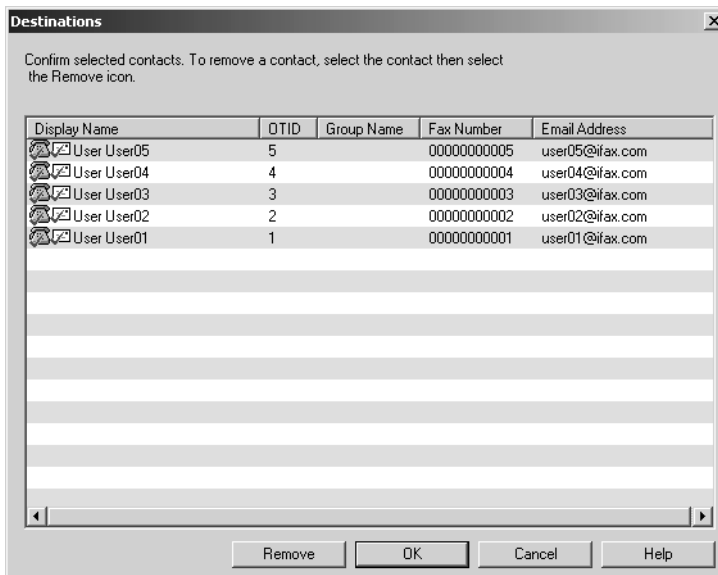 Destinations
Confirm selected contacts. To remove a contact, select the contact then select
the Remove icon.
Display Name OTID Group Name Fax Number Email Address
User User05 5 00000000005 user05@ifax.com
User User04 4 00000000004 user04@ifax.com
User User03 3 00000000003 user03@ifax.com
User User02 2 00000000002 user02@ifax.com
User User01 1 00000000001 user01@ifax.com
Remove OK Cancel Help